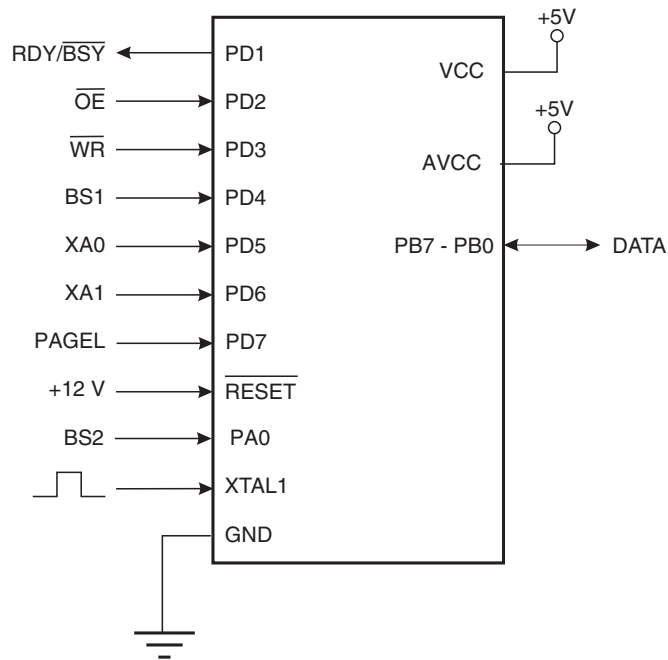 RDY/BSY PD1
OE PD2
WR PD3
BS1 PD4
XA0 PD5
XA1 PD6
PAGEL PD7
+12 V RESET
BS2 PA0
XTAL1
GND
+5V
VCC
+5V
AVCC
PB7 - PB0 DATA